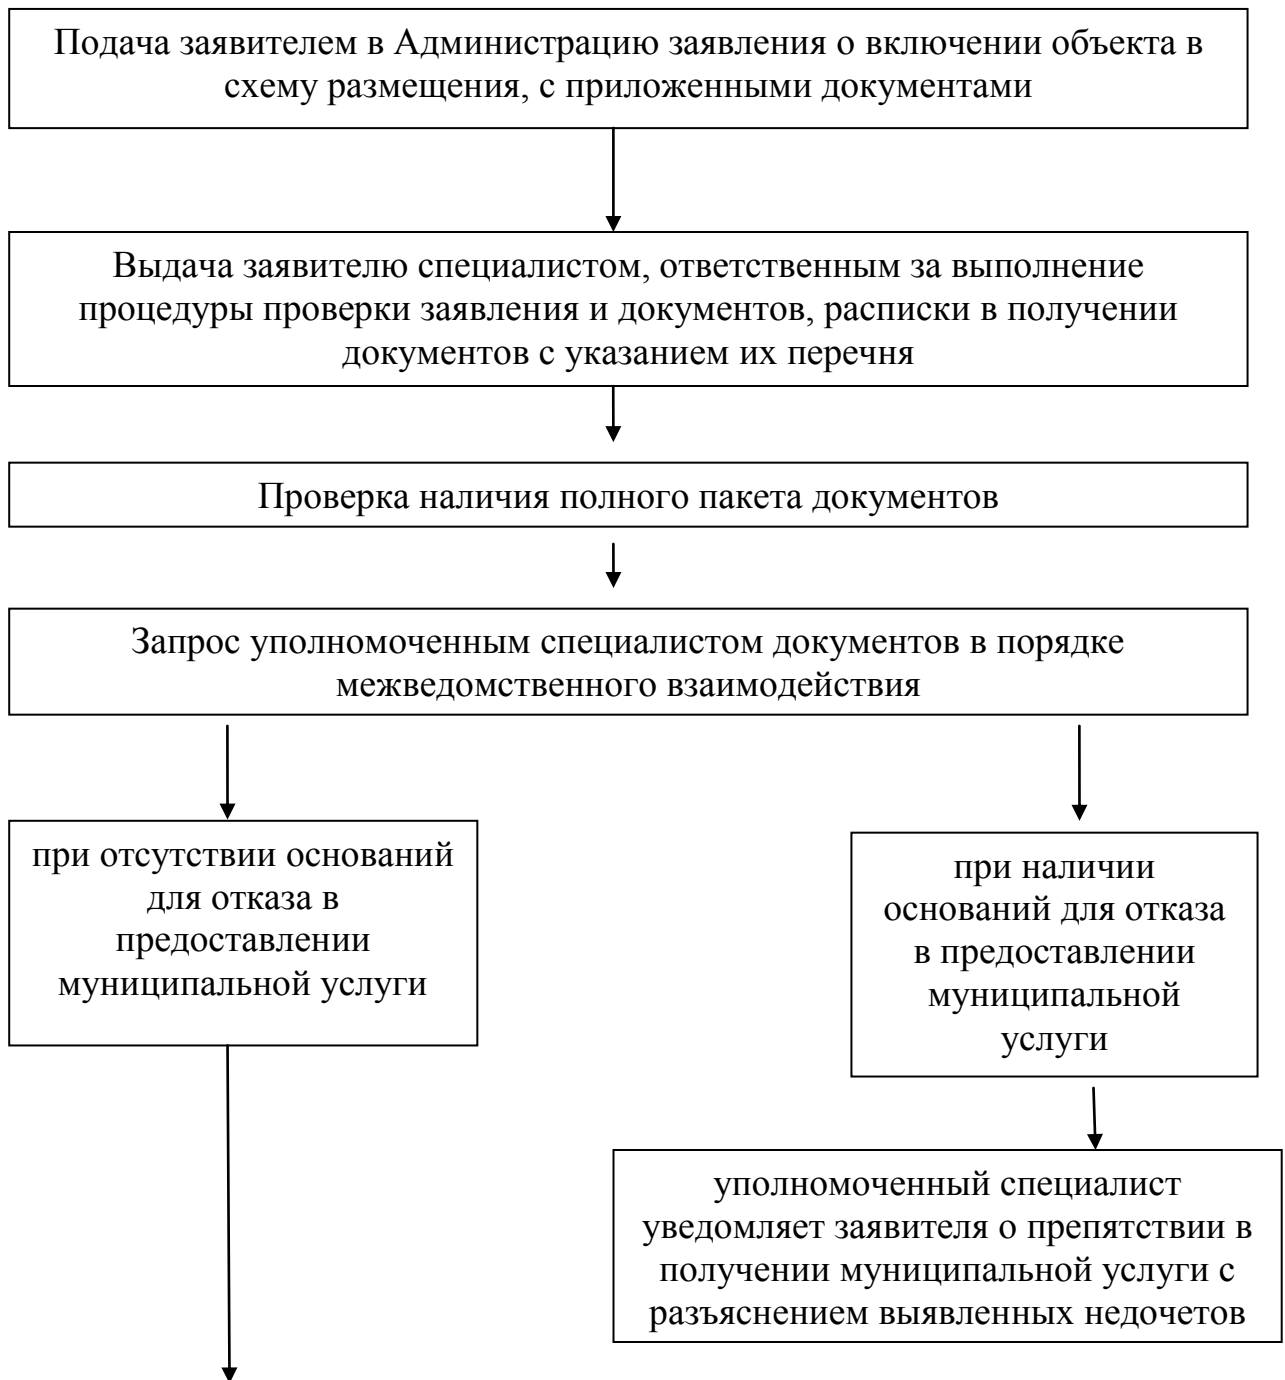 Подача заявителем в Администрацию заявления о включении объекта в
схему размещения, с приложенными документами
Выдача заявителю специалистом, ответственным за выполнение
процедуры проверки заявления и документов, расписки в получении
документов с указанием их перечня
Проверка наличия полного пакета документов
Запрос уполномоченным специалистом документов в порядке
межведомственного взаимодействия
при отсутствии оснований
для отказа в
предоставлении
муниципальной услуги
при наличии
оснований для отказа
в предоставлении
муниципальной
услуги
уполномоченный специалист
уведомляет заявителя о препятствии в
получении муниципальной услуги с
разъяснением выявленных недочетов